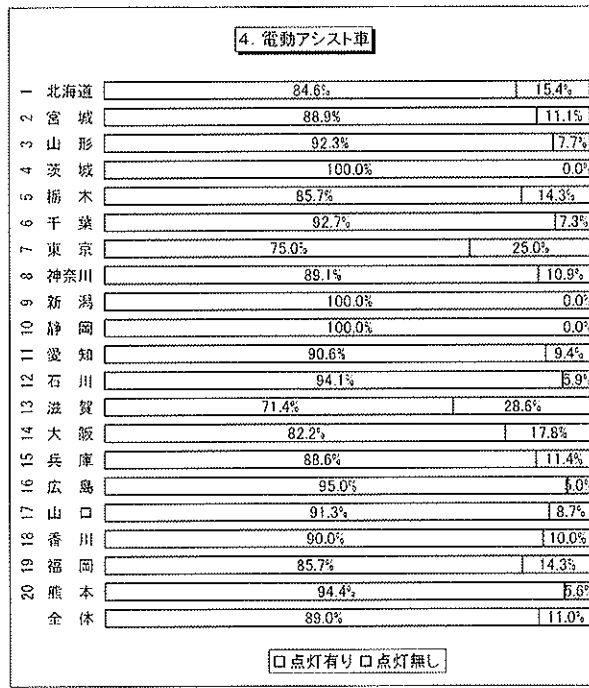 4. 電動アシスト車
1 北海道 84.6% 15.4%
2 宮城 88.9% 11.1%
3 山形 92.3% 7.7%
4 茨城 100.0% 0.0%
5 栃木 85.7% 14.3%
6 千葉 92.7% 7.3%
7 東京 75.0% 25.0%
8 神奈川 89.1% 10.9%
9 新潟 100.0% 0.0%
10 静岡 100.0% 0.0%
11 愛知 90.6% 9.4%
12 石川 94.1% 5.9%
13 滋賀 71.4% 28.6%
14 大阪 82.2% 17.8%
15 兵庫 88.6% 11.4%
16 広島 95.0% 5.0%
17 山口 91.3% 8.7%
18 香川 90.0% 10.0%
19 福岡 85.7% 14.3%
20 熊本 94.4% 5.6%
全体 89.0% 11.0%
□点灯有り □点灯無し